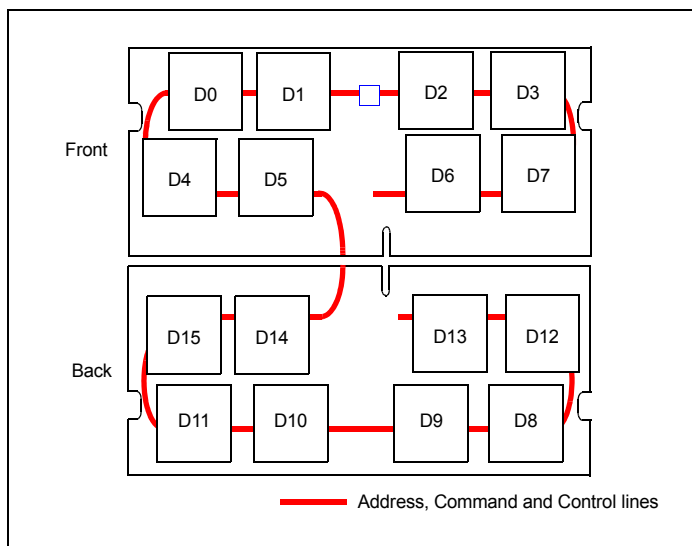 D0 D1 D2 D3
Front
D4 D5 D6 D7
D15 D14 D13 D12
Back
D11 D10 D9 D8
Address, Command and Control lines